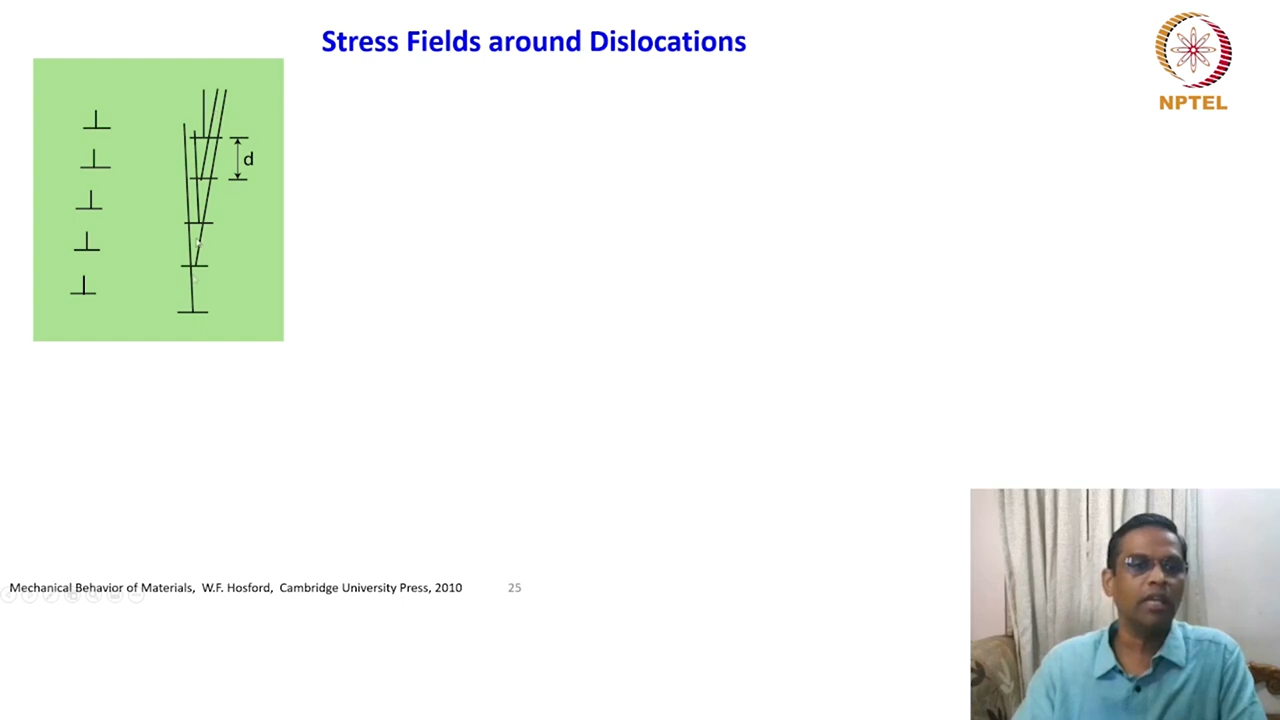 Stress Fields around Dislocations
NPTEL
d
Mechanical Behavior of Materials, W.F. Hosford, Cambridge University Press, 2010
25